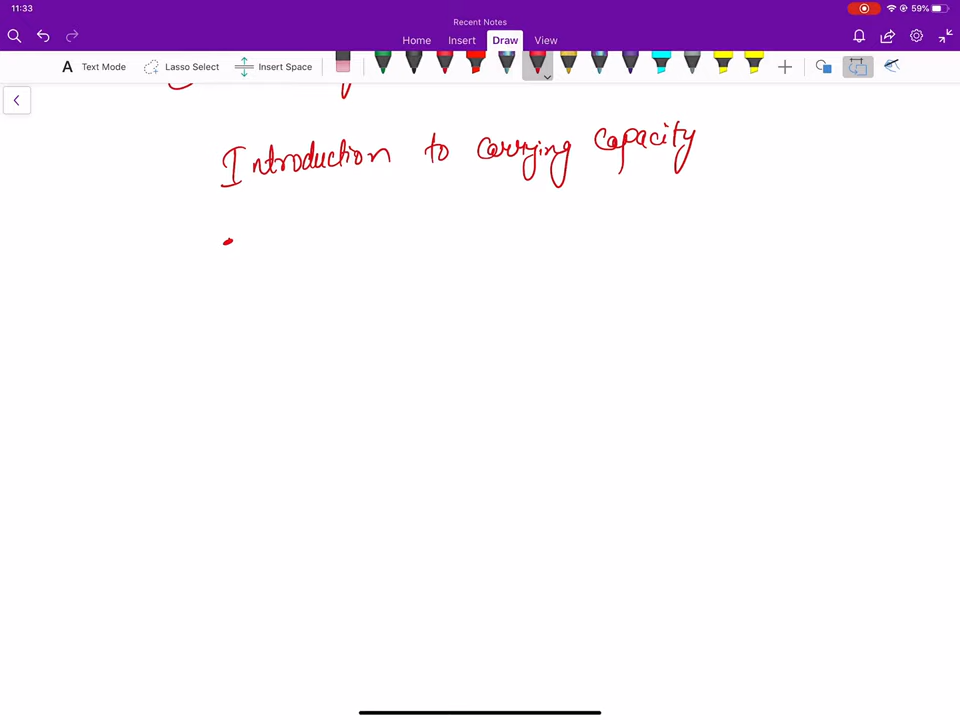 11:33
59%
Recent Notes
Home Insert Draw View
A Text Mode Lasso Select Insert Space
Introduction to carrying capacity